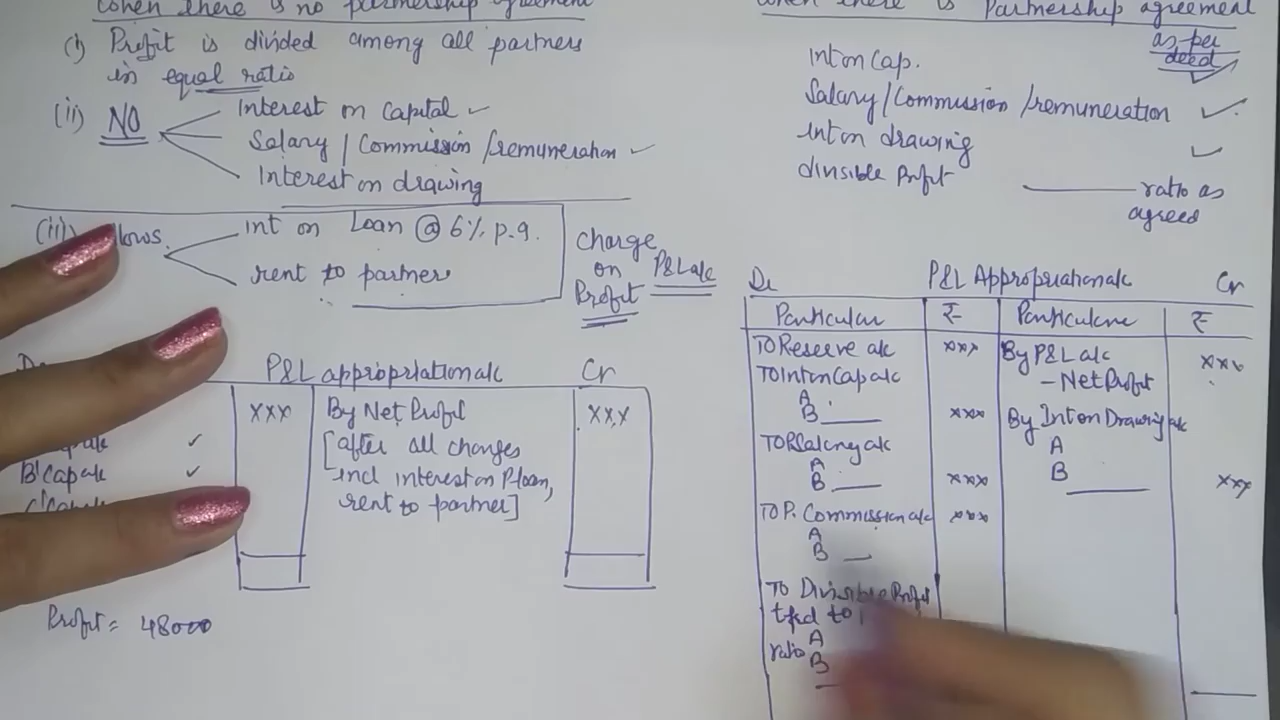 When there is no partnership agreement
(i) Profit is divided among all partners
in equal ratio
(ii) NO
Interest on Capital ✓
Salary / Commission / remuneration ✓
Interest on drawing
int on Loan @ 6% p.a.
rent to partner
Charge
on
Profit
P&L a/c
P&L appropriation a/c Cr
xxx By Net Profit xxx
[after all charges
B'Cap a/c ✓ incl interest on P.loan,
rent to partner]
Profit = 48000
When there is Partnership agreement
as per
deed
Int on Cap.
Salary / Commission / remuneration ✓
Int on drawing ✓
divisible Profit ratio as
agreed
Dr P&L Appropriation a/c Cr
Particular ₹ Particular ₹
TO Reserve a/c xxx By P&L a/c xxx
- Net Profit
TO Int on Cap a/c
A
B xxx
By Int on Drawing a/c
A
B xxx
TO P. Salary a/c
A
B xxx
TO P. Commission a/c xxx
A
B
To Divisible Profit
tfd to
ratio A
B